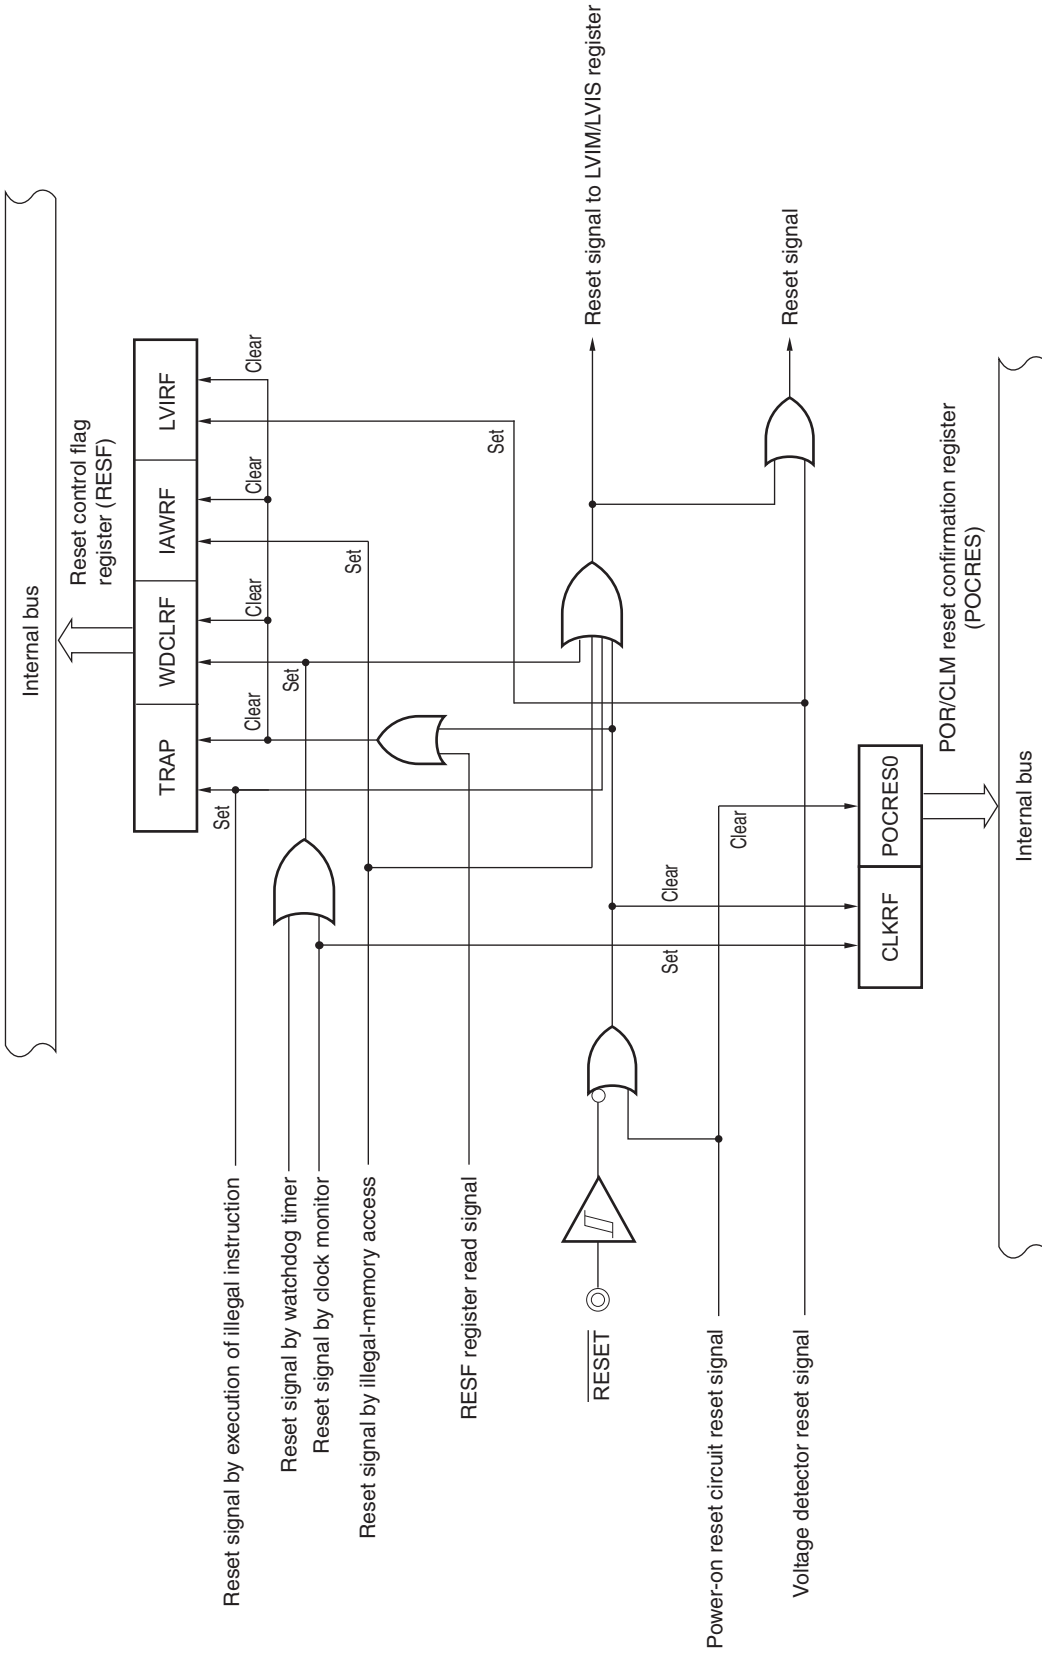 Internal bus
Reset control flag
register (RESF)
TRAP
WDCLRF
IAWRF
LVIRF
Set
Clear
Set
Clear
Set
Clear
Set
Clear
Reset signal by execution of illegal instruction
Reset signal by watchdog timer
Reset signal by clock monitor
Reset signal by illegal-memory access
RESF register read signal
RESET
Power-on reset circuit reset signal
Voltage detector reset signal
Reset signal to LVIM/LVIS register
Reset signal
Set
Clear
Clear
CLKRF
POCRES0
POR/CLM reset confirmation register
(POCRES)
Internal bus